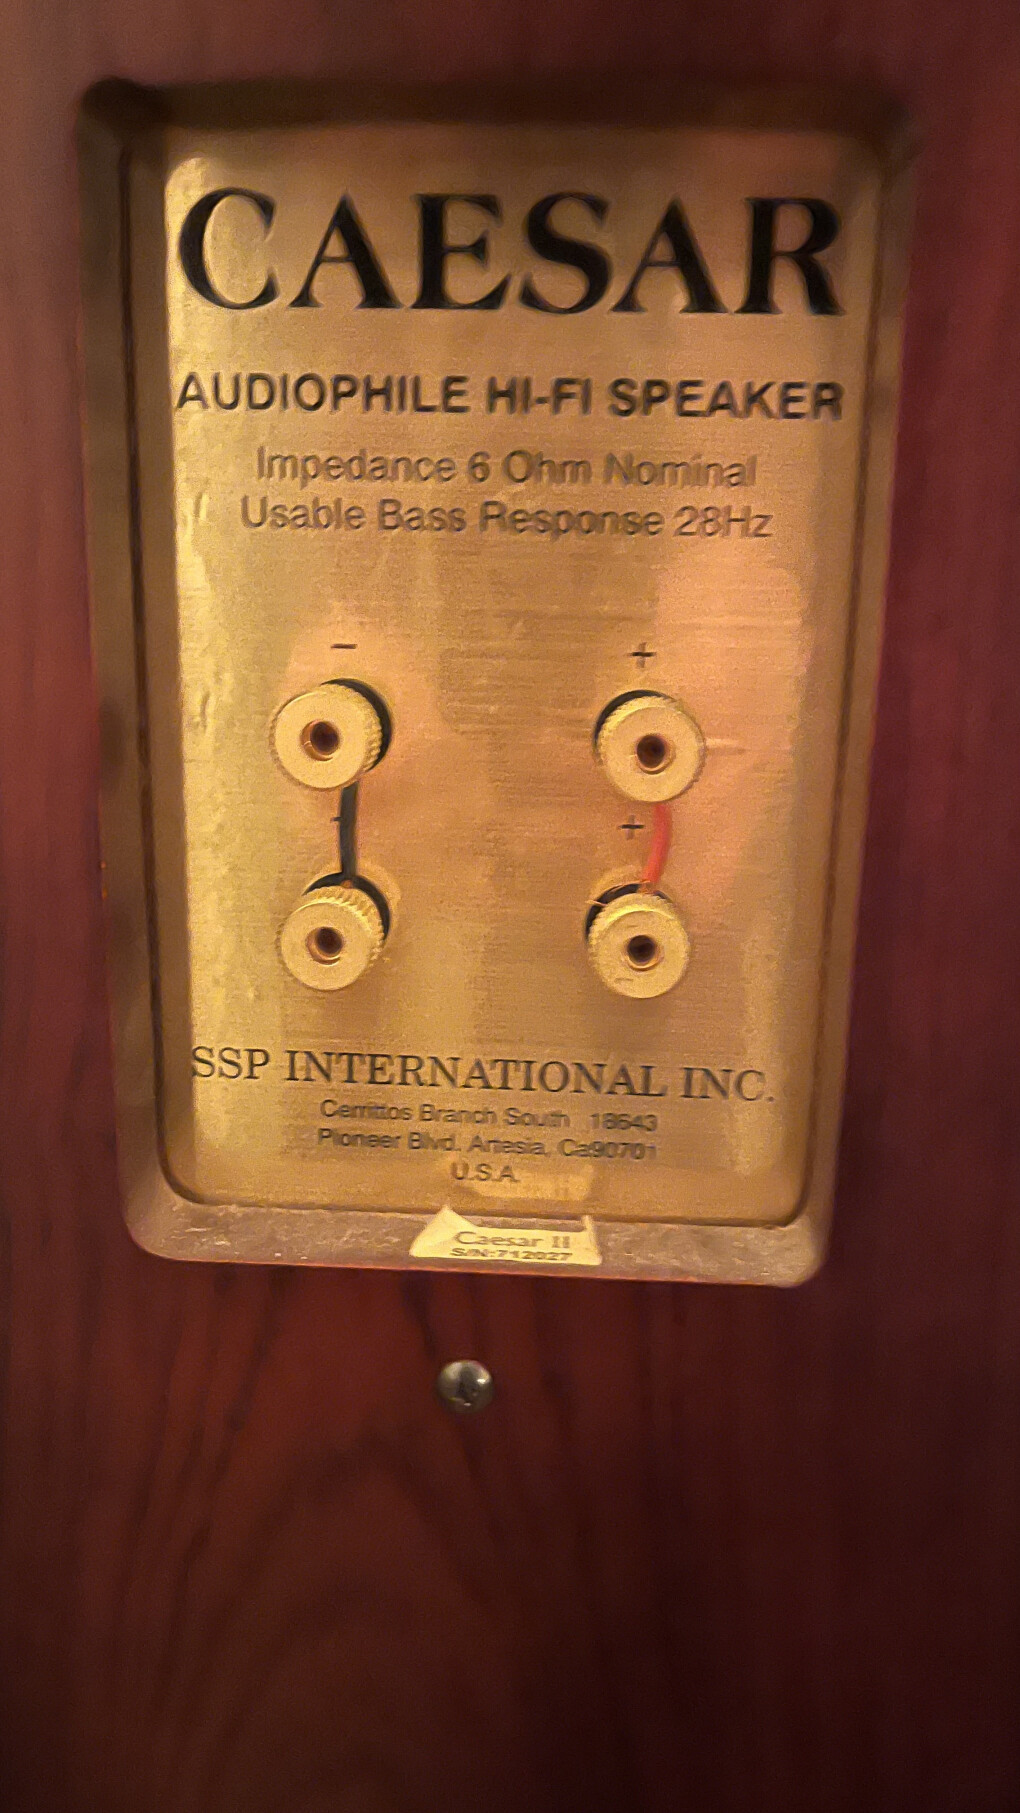 CAESAR
AUDIOPHILE HI-FI SPEAKER
Impedance 6 Ohm Nominal
Usable Bass Response 28Hz
- +
- +
SSP INTERNATIONAL INC.
Cerrittos Branch South 18643
Pioneer Blvd. Artesia, Ca90701
U.S.A.
Caesar II
S/N:712027